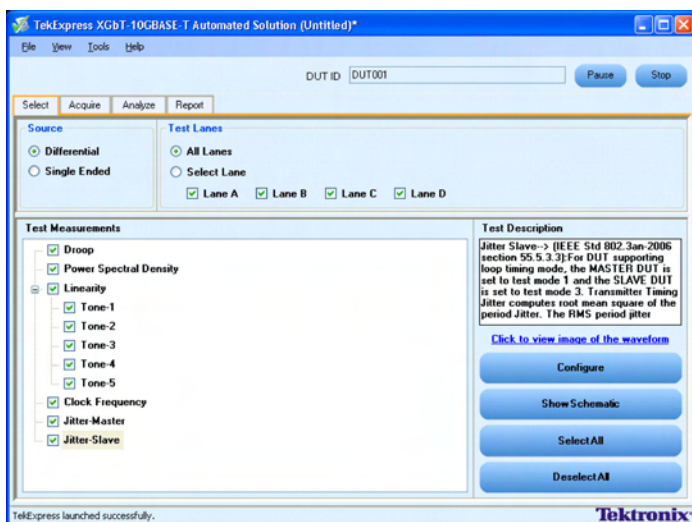 TekExpress XGbT-10GBASE-T Automated Solution (Untitled)*
File View Tools Help
DUT ID DUT001 Pause Stop
Select Acquire Analyze Report
Source
Differential
Single Ended
Test Lanes
All Lanes
Select Lane
Lane A Lane B Lane C Lane D
Test Measurements
Droop
Power Spectral Density
Linearity
Tone-1
Tone-2
Tone-3
Tone-4
Tone-5
Clock Frequency
Jitter-Master
Jitter-Slave
Test Description
Jitter Slave--> (IEEE Std 802.3an-2006
section 55.5.3.3):For DUT supporting
loop timing mode, the MASTER DUT is
set to test mode 1 and the SLAVE DUT
is set to test mode 3. Transmitter Timing
Jitter computes root mean square of the
period Jitter. The RMS period jitter
Click to view image of the waveform
Configure
Show Schematic
Select All
Deselect All
TekExpress launched successfully.
Tektronix